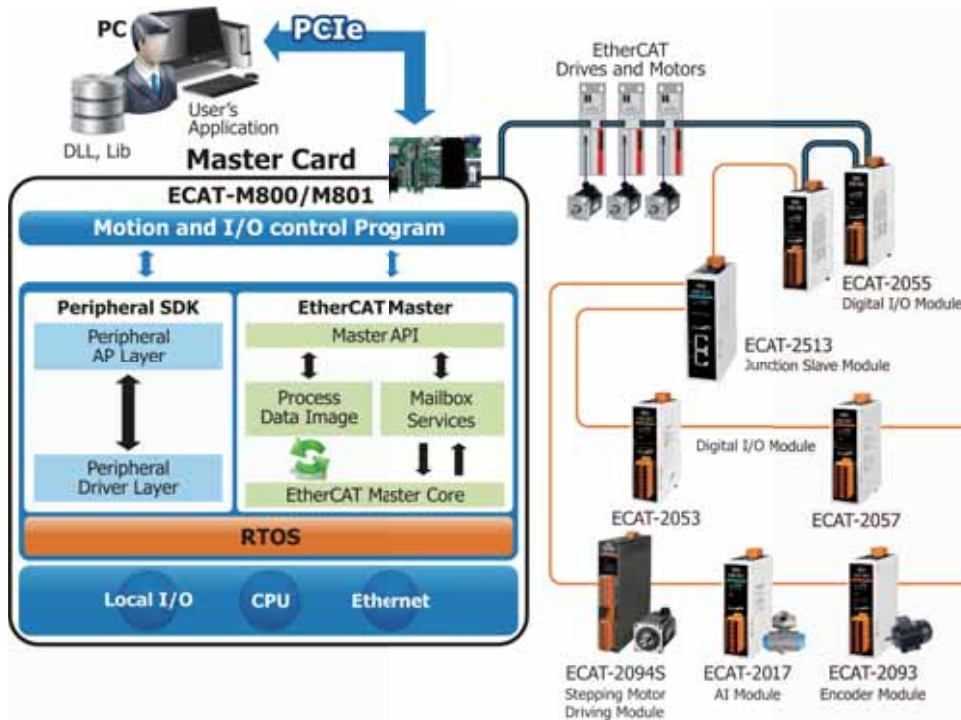 PC
PCIe
User's
Application
DLL, Lib
Master Card
ECAT-M800/M801
Motion and I/O control Program
Peripheral SDK
Peripheral
AP Layer
Peripheral
Driver Layer
EtherCAT Master
Master API
Process
Data Image
Mailbox
Services
EtherCAT Master Core
RTOS
Local I/O
CPU
Ethernet
EtherCAT
Drives and Motors
ECAT-2055
Digital I/O Module
ECAT-2513
Junction Slave Module
Digital I/O Module
ECAT-2053
ECAT-2057
ECAT-2094S
Stepping Motor
Driving Module
ECAT-2017
AI Module
ECAT-2093
Encoder Module